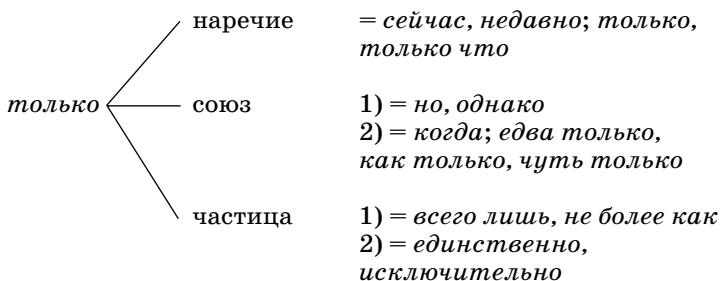 наречие = сейчас, недавно; только,
только что
только союз 1) = но, однако
2) = когда; едва только,
как только, чуть только
частица 1) = всего лишь, не более как
2) = единственно,
исключительно